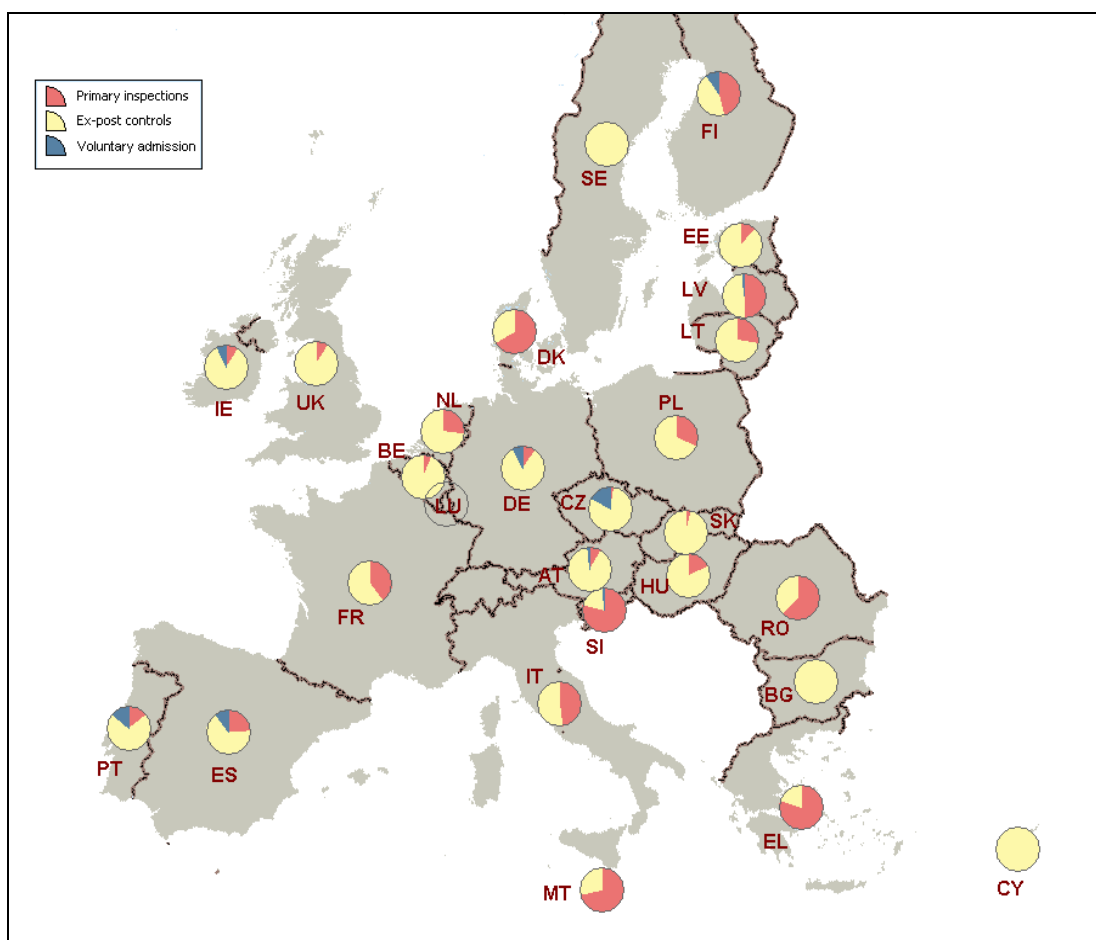 Primary inspections
Ex-post controls
Voluntary admission
FI
SE
EE
LV
LT
DK
IE
UK
NL
PL
BE
LU
DE
CZ
SK
AT
HU
FR
SI
RO
IT
BG
PT
ES
EL
MT
CY